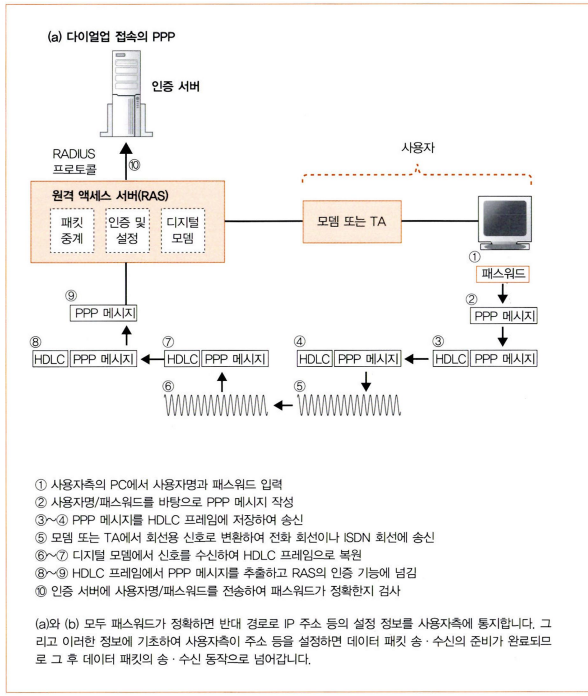 (a) 다이얼업 접속의 PPP
인증 서버
RADIUS
프로토콜
⑩
사용자
원격 액세스 서버(RAS)
패킷
중계
인증 및
설정
디지털
모뎀
모뎀 또는 TA
①
패스워드
②
PPP 메시지
③
HDLC PPP 메시지
④
HDLC PPP 메시지
⑤
⑥
⑦
HDLC PPP 메시지
⑧
HDLC PPP 메시지
⑨
PPP 메시지
① 사용자측의 PC에서 사용자명과 패스워드 입력
② 사용자명/패스워드를 바탕으로 PPP 메시지 작성
③~④ PPP 메시지를 HDLC 프레임에 저장하여 송신
⑤ 모뎀 또는 TA에서 회선용 신호로 변환하여 전화 회선이나 ISDN 회선에 송신
⑥~⑦ 디지털 모뎀에서 신호를 수신하여 HDLC 프레임으로 복원
⑧~⑨ HDLC 프레임에서 PPP 메시지를 추출하고 RAS의 인증 기능에 넘김
⑩ 인증 서버에 사용자명/패스워드를 전송하여 패스워드가 정확한지 검사
(a)와 (b) 모두 패스워드가 정확하면 반대 경로로 IP 주소 등의 설정 정보를 사용자측에 통지합니다. 그
리고 이러한 정보에 기초하여 사용자측이 주소 등을 설정하면 데이터 패킷 송·수신의 준비가 완료되므
로 그 후 데이터 패킷의 송·수신 동작으로 넘어갑니다.